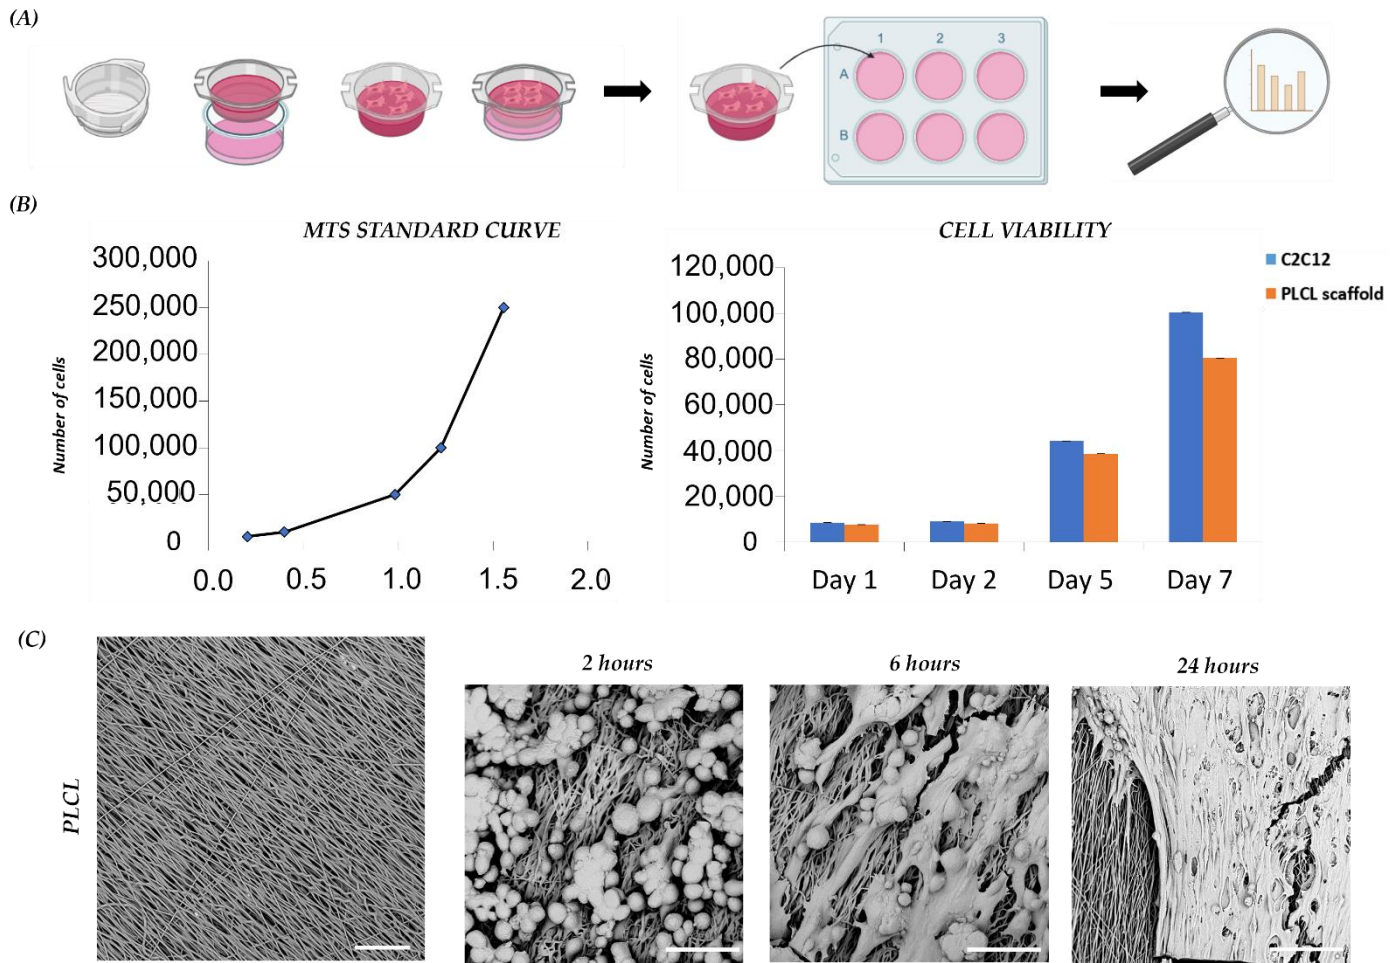 (A)
1 2 3
A
B
(B)
MTS STANDARD CURVE
300,000
250,000
200,000
150,000
100,000
50,000
0
Number of cells
0.0 0.5 1.0 1.5 2.0
CELL VIABILITY
120,000
100,000
80,000
60,000
40,000
20,000
0
Number of cells
Day 1 Day 2 Day 5 Day 7
C2C12
PLCL scaffold
(C)
PLCL
2 hours
6 hours
24 hours